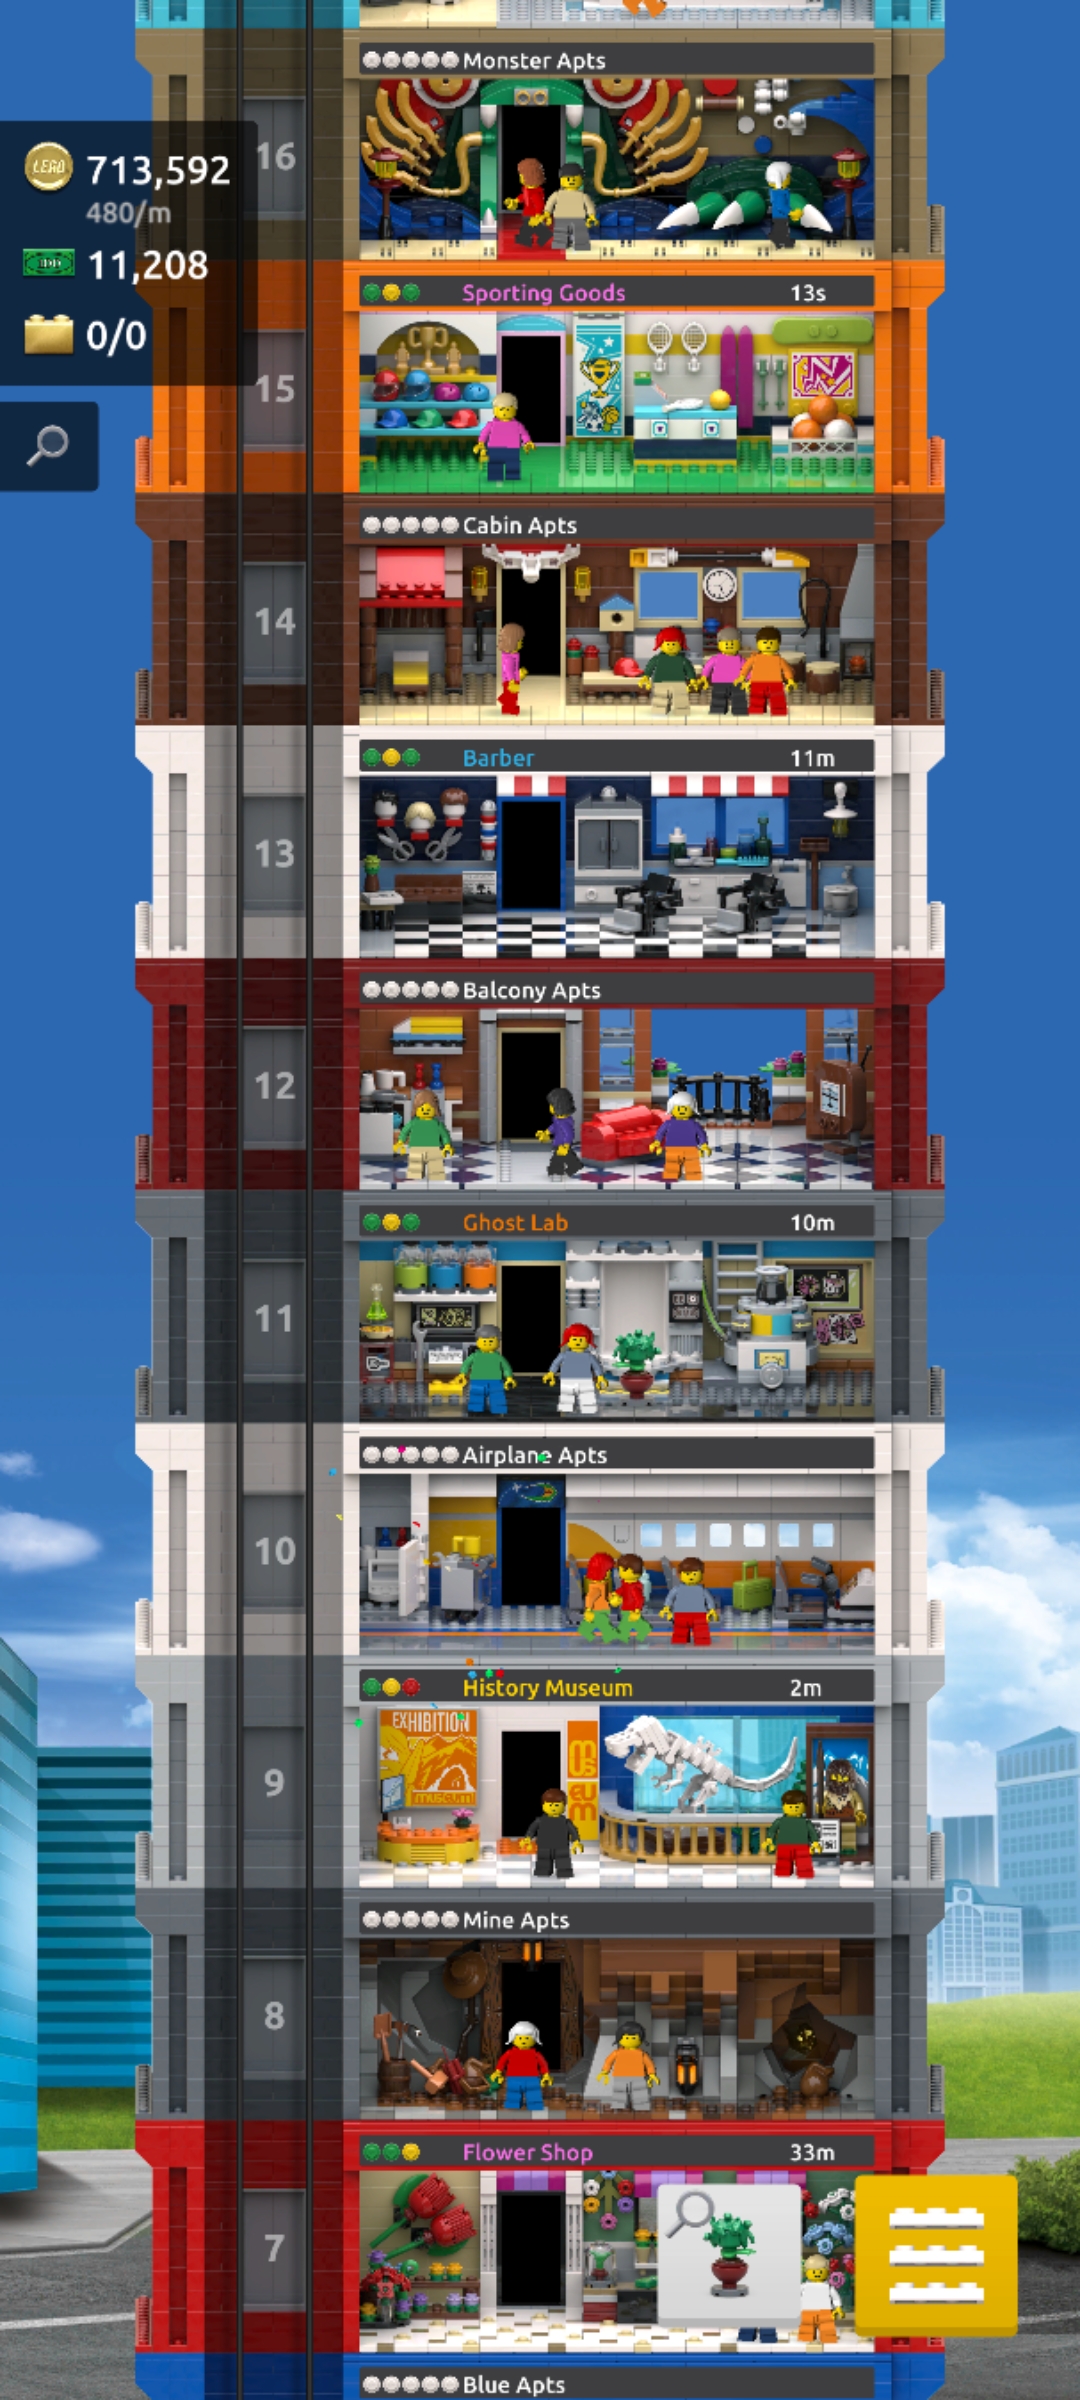 Monster Apts
16
LEGO
713,592
480/m
11,208
0/0
Sporting Goods 13s
15
N
Cabin Apts
14
Barber 11m
13
Balcony Apts
12
Ghost Lab 10m
11
Airplane Apts
10
History Museum 2m
EXHIBITION
museum
mus
eum
9
Mine Apts
8
Flower Shop 33m
7
Blue Apts